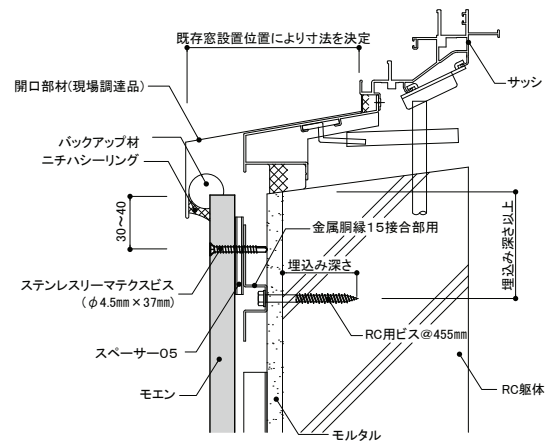 既存窓設置位置により寸法を決定
サッシ
開口部材(現場調達品)
バックアップ材
ニチハシーリング
30~40
金属胴縁15接合部用
埋込み深さ
埋込み深さ以上
ステンレスリーマテクスビス
(φ4.5mm×37mm)
RC用ビス@455mm
スペーサー05
モエン
RC躯体
モルタル